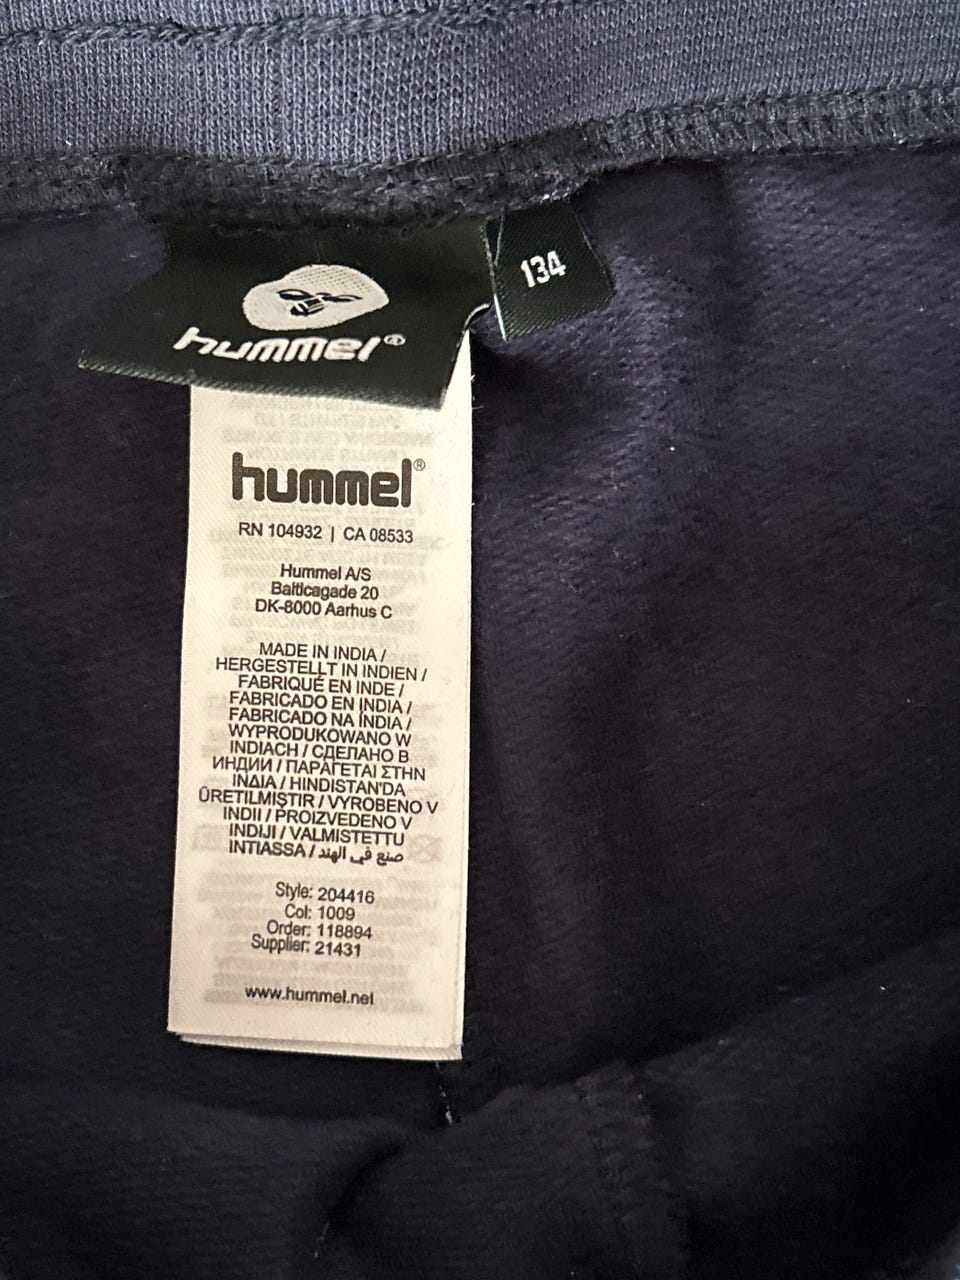 134
hummel®
hummel®
RN 104932 | CA 08533
Hummel A/S
Balticagade 20
DK-8000 Aarhus C
MADE IN INDIA /
HERGESTELLT IN INDIEN /
FABRIQUÉ EN INDE /
FABRICADO EN INDIA /
FABRICADO NA ÍNDIA /
WYPRODUKOWANO W
INDIACH / СДЕЛАНО В
ИНДИИ / ΠΑΡΑΓΕΤΑΙ ΣΤΗΝ
ΙΝΔΙΑ / HINDISTAN'DA
ÜRETILMIŞTIR / VYROBENO V
INDII / PROIZVEDENO V
INDIJI / VALMISTETTU
INTIASSA / صنع في الهند
Style: 204416
Col: 1009
Order: 118894
Supplier: 21431
www.hummel.net